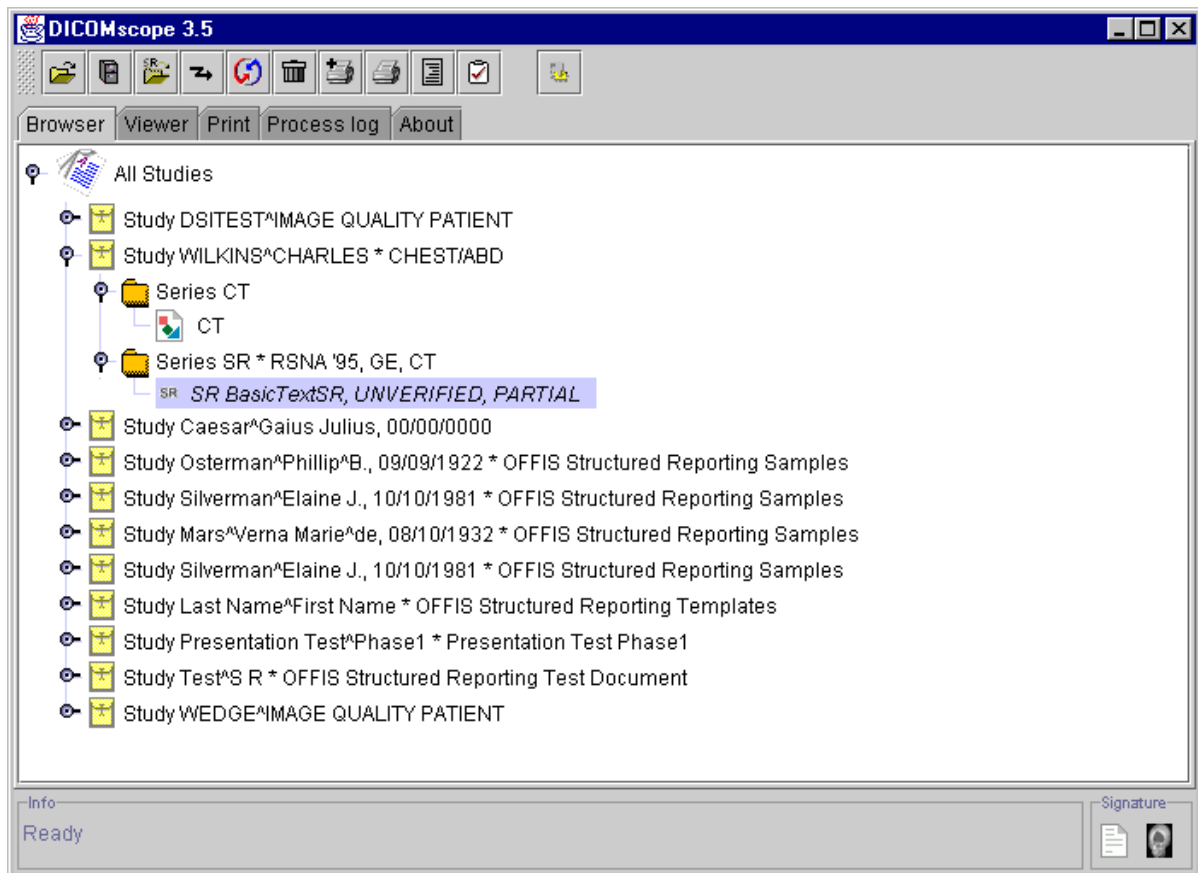 DICOMscope 3.5
SR
Browser Viewer Print Process log About
All Studies
Study DSITEST^IMAGE QUALITY PATIENT
Study WILKINS^CHARLES * CHEST/ABD
Series CT
CT
Series SR * RSNA '95, GE, CT
SR SR BasicTextSR, UNVERIFIED, PARTIAL
Study Caesar^Gaius Julius, 00/00/0000
Study Osterman^Phillip^B., 09/09/1922 * OFFIS Structured Reporting Samples
Study Silverman^Elaine J., 10/10/1981 * OFFIS Structured Reporting Samples
Study Mars^Verna Marie^de, 08/10/1932 * OFFIS Structured Reporting Samples
Study Silverman^Elaine J., 10/10/1981 * OFFIS Structured Reporting Samples
Study Last Name^First Name * OFFIS Structured Reporting Templates
Study Presentation Test^Phase1 * Presentation Test Phase1
Study Test^S R * OFFIS Structured Reporting Test Document
Study WEDGE^IMAGE QUALITY PATIENT
Info Signature
Ready